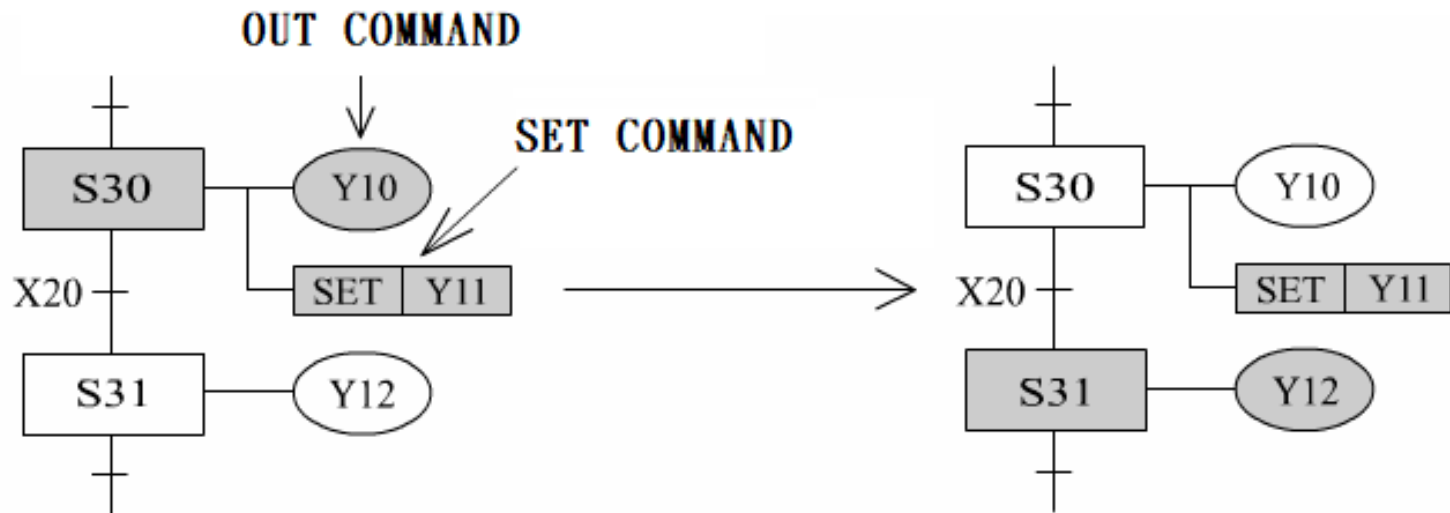 OUT COMMAND
SET COMMAND
S30
Y10
SET Y11
X20
S31
Y12
S30
Y10
SET Y11
X20
S31
Y12